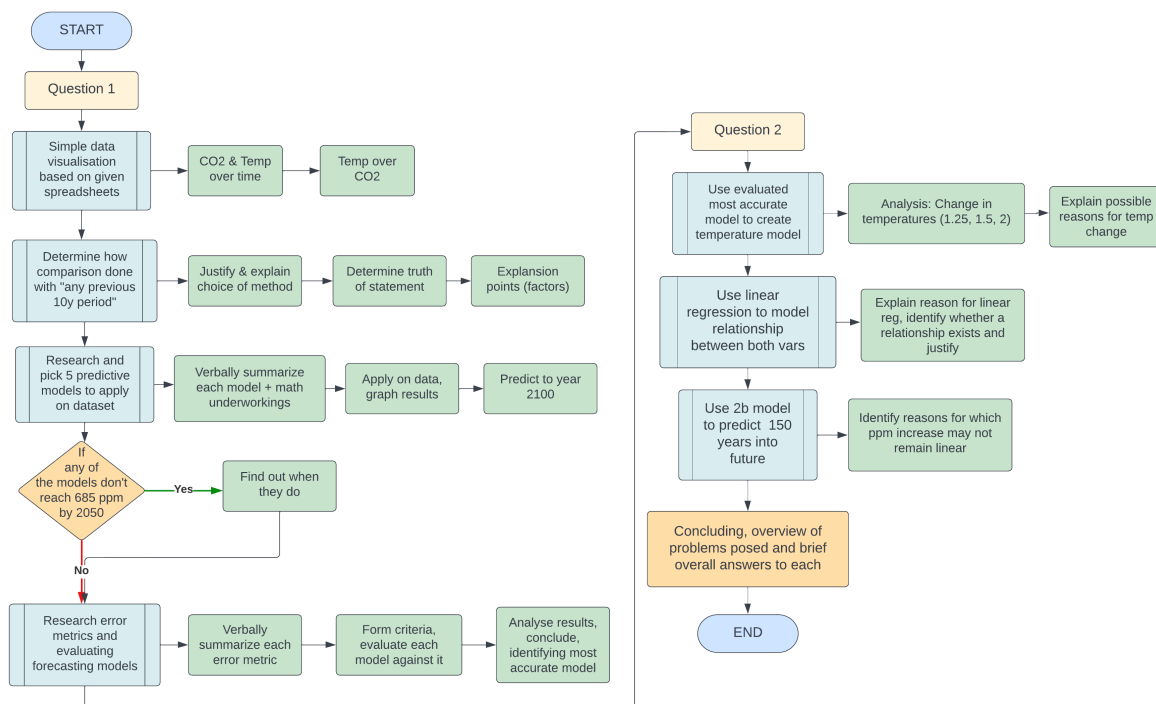 START
Question 1
Simple data
visualisation
based on given
spreadsheets
CO2 & Temp
over time
Temp over
CO2
Determine how
comparison done
with "any previous
10y period"
Justify & explain
choice of method
Determine truth
of statement
Explansion
points (factors)
Research and
pick 5 predictive
models to apply
on dataset
Verbally summarize
each model + math
underworkings
Apply on data,
graph results
Predict to year
2100
If
any of
the models don't
reach 685 ppm
by 2050
Yes
Find out when
they do
No
Research error
metrics and
evaluating
forecasting models
Verbally
summarize each
error metric
Form criteria,
evaluate each
model against it
Analyse results,
conclude,
identifying most
accurate model
Question 2
Use evaluated
most accurate
model to create
temperature model
Analysis: Change in
temperatures (1.25, 1.5, 2)
Explain possible
reasons for temp
change
Use linear
regression to model
relationship
between both vars
Explain reason for linear
reg, identify whether a
relationship exists and
justify
Use 2b model
to predict 150
years into
future
Identify reasons for which
ppm increase may not
remain linear
Concluding, overview of
problems posed and brief
overall answers to each
END